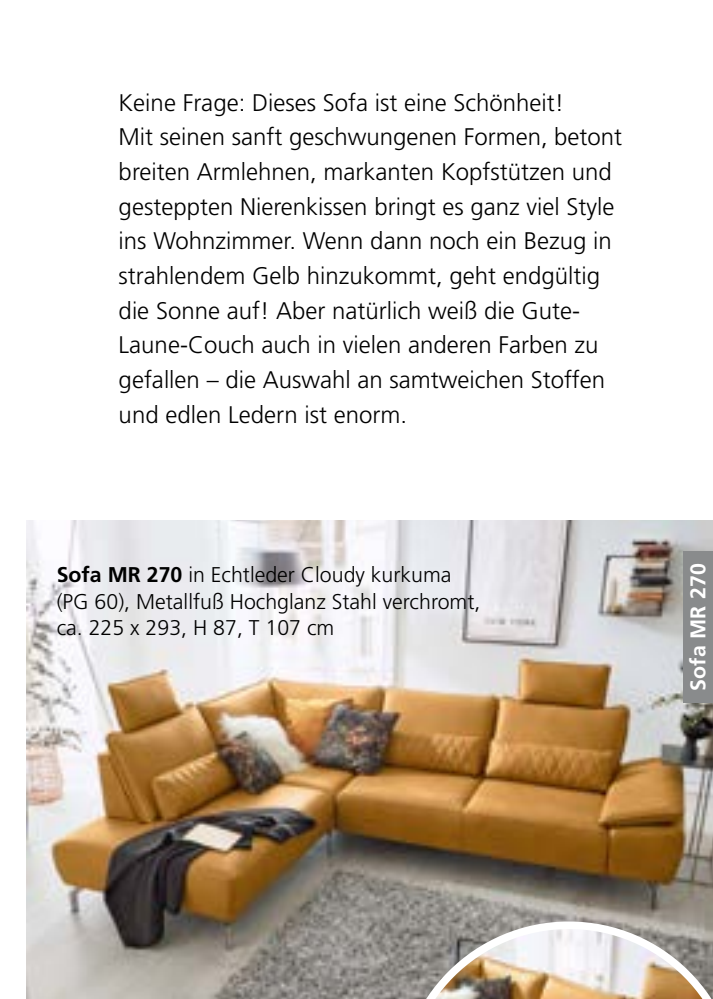 Keine Frage: Dieses Sofa ist eine Schönheit!
Mit seinen sanft geschwungenen Formen, betont
breiten Armlehnen, markanten Kopfstützen und
gesteppten Nierenkissen bringt es ganz viel Style
ins Wohnzimmer. Wenn dann noch ein Bezug in
strahlendem Gelb hinzukommt, geht endgültig
die Sonne auf! Aber natürlich weiß die Gute-
Laune-Couch auch in vielen anderen Farben zu
gefallen – die Auswahl an samtweichen Stoffen
und edlen Ledern ist enorm.
Sofa MR 270 in Echtleder Cloudy kurkuma
(PG 60), Metallfuß Hochglanz Stahl verchromt,
ca. 225 x 293, H 87, T 107 cm
Sofa MR 270
NEW YORK